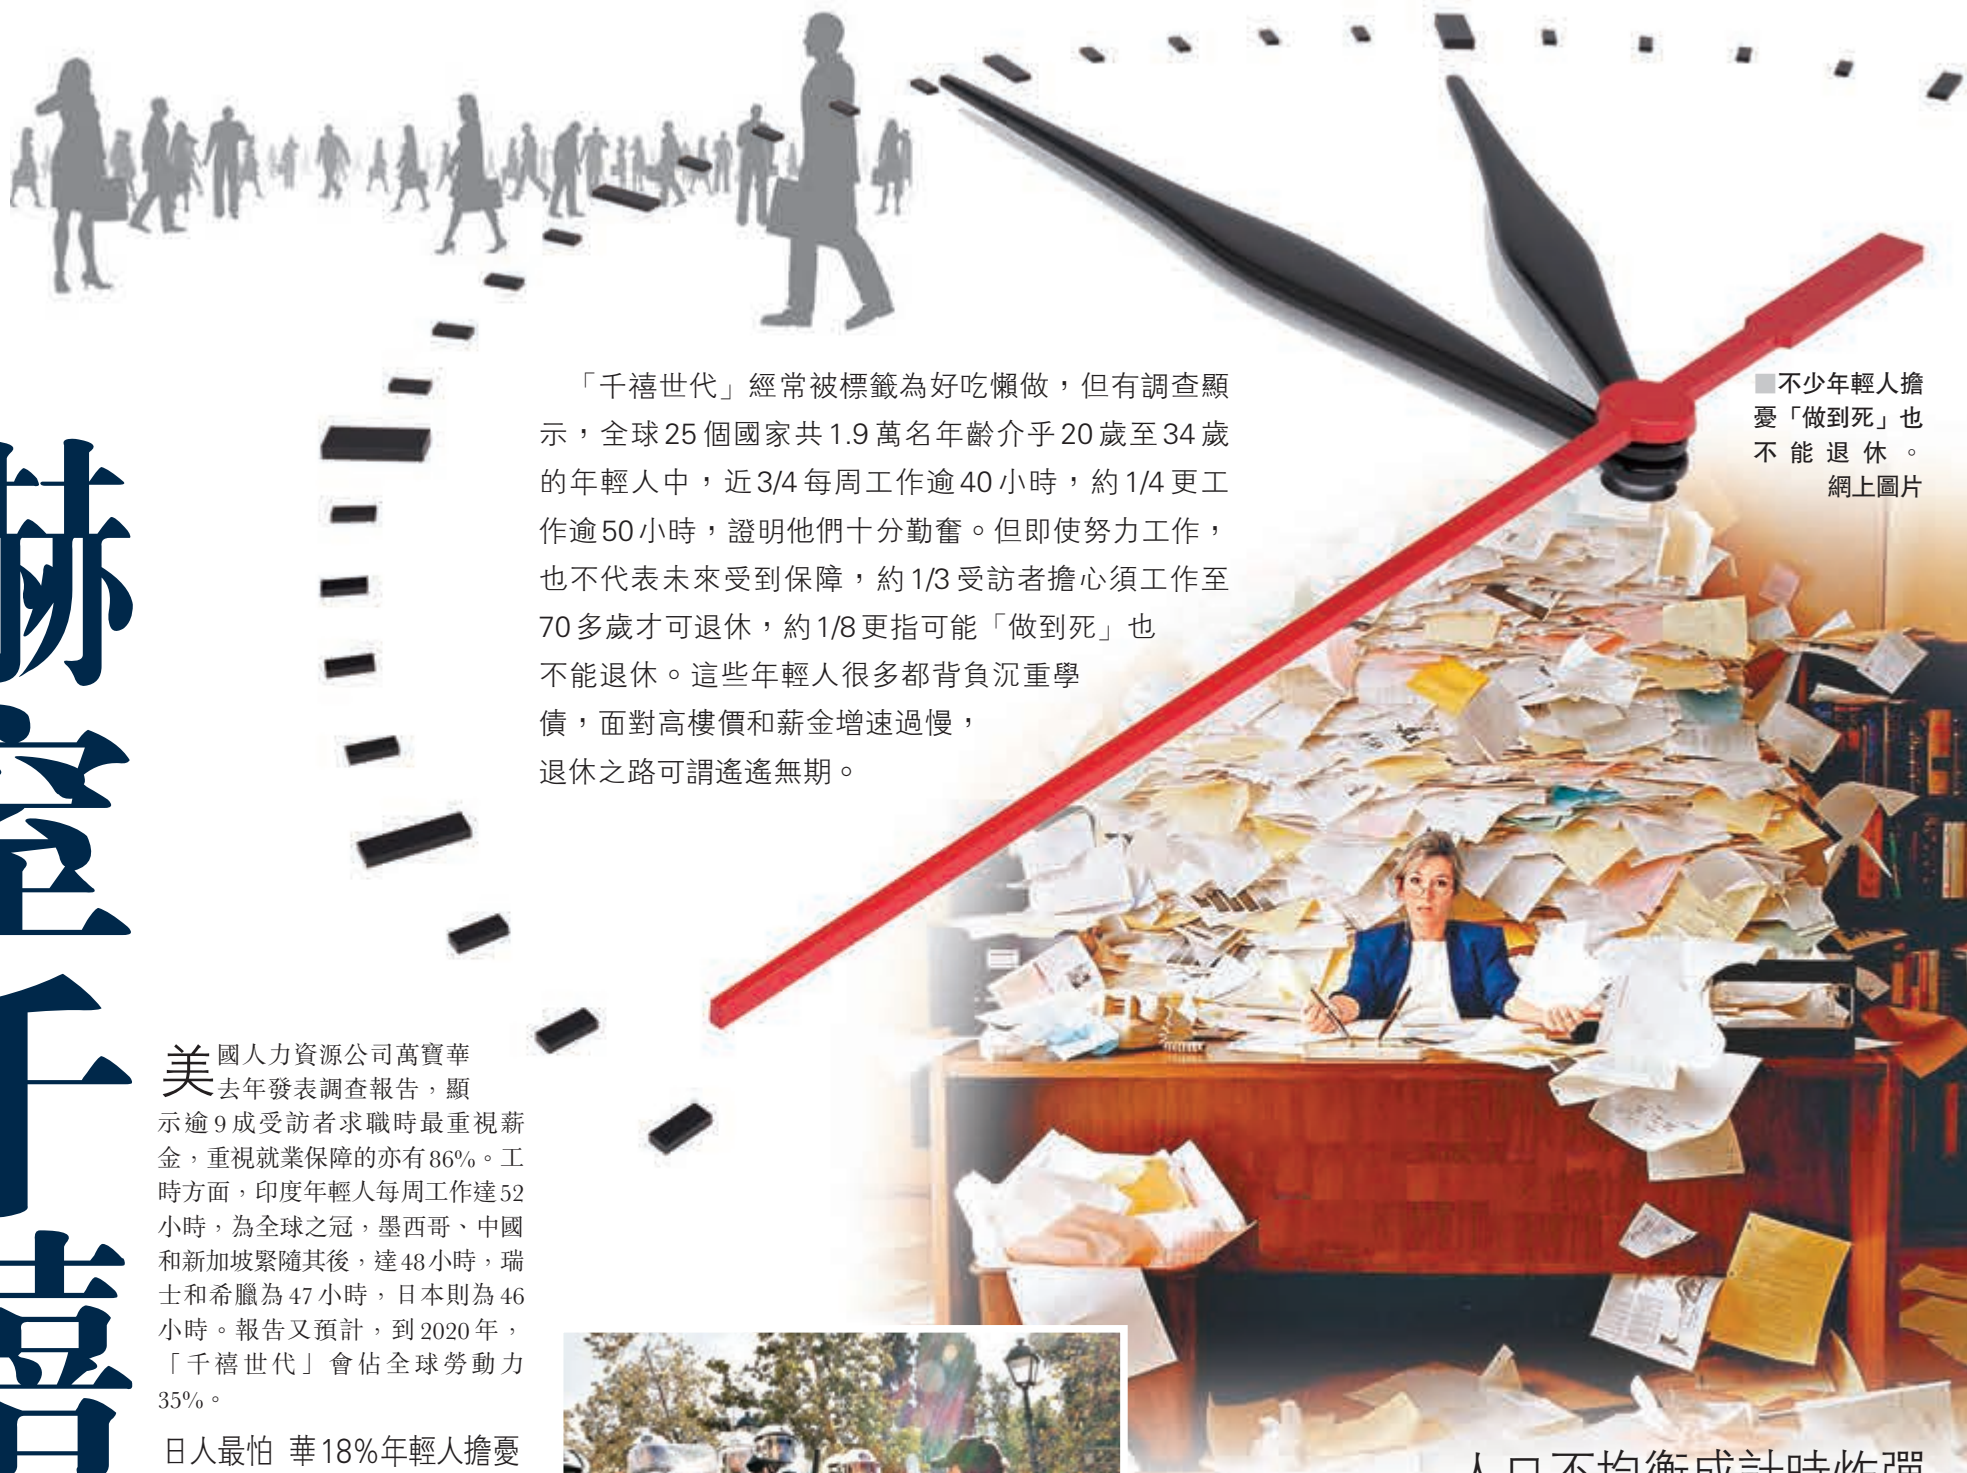 「千禧世代」經常被標籤為好吃懶做，但有調查顯
示，全球25個國家共1.9萬名年齡介乎20歲至34歲
的年輕人中，近3/4每周工作逾40小時，約1/4更工
作逾50小時，證明他們十分勤奮。但即使努力工作，
也不代表未來受到保障，約1/3受訪者擔心須工作至
70多歲才可退休，約1/8更指可能「做到死」也
不能退休。這些年輕人很多都背負沉重學
債，面對高樓價和薪金增速過慢，
退休之路可謂遙遙無期。
■不少年輕人擔
憂「做到死」也
不能退休。
網上圖片
千
禧
美國人力資源公司萬寶華
去年發表調查報告，顯
示逾9成受訪者求職時最重視薪
金，重視就業保障的亦有86%。工
時方面，印度年輕人每周工作達52
小時，為全球之冠，墨西哥、中國
和新加坡緊隨其後，達48小時，瑞
士和希臘為47小時，日本則為46
小時。報告又預計，到2020年，
「千禧世代」會佔全球勞動力
35%。
日人最怕 華18%年輕人擔憂
人口不均衡成計時炸彈